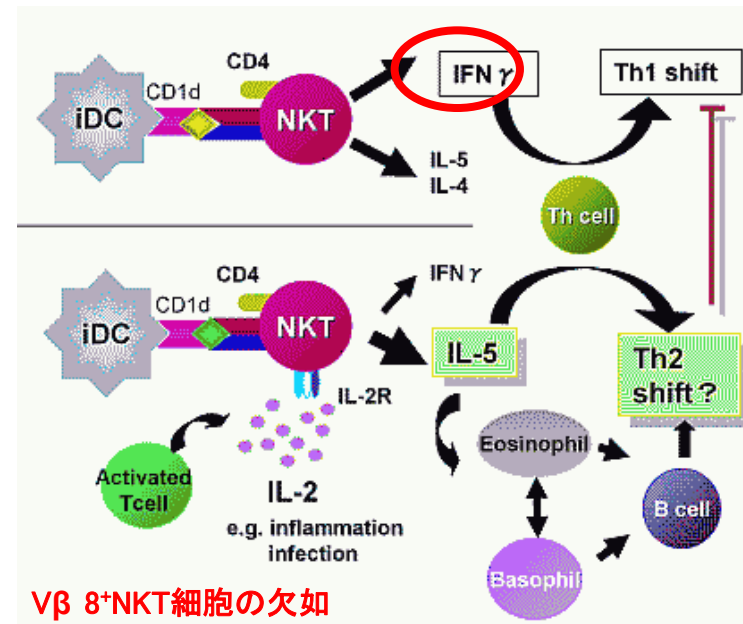 CD4
CD1d
iDC
NKT
IFN γ
Th1 shift
IL-5
IL-4
Th cell
CD4
CD1d
iDC
NKT
IFN γ
IL-5
Th2
shift？
IL-2R
Eosinophil
Activated
Tcell
IL-2
e.g. inflammation
infection
B cell
Basophil
Vβ 8⁺NKT細胞の欠如